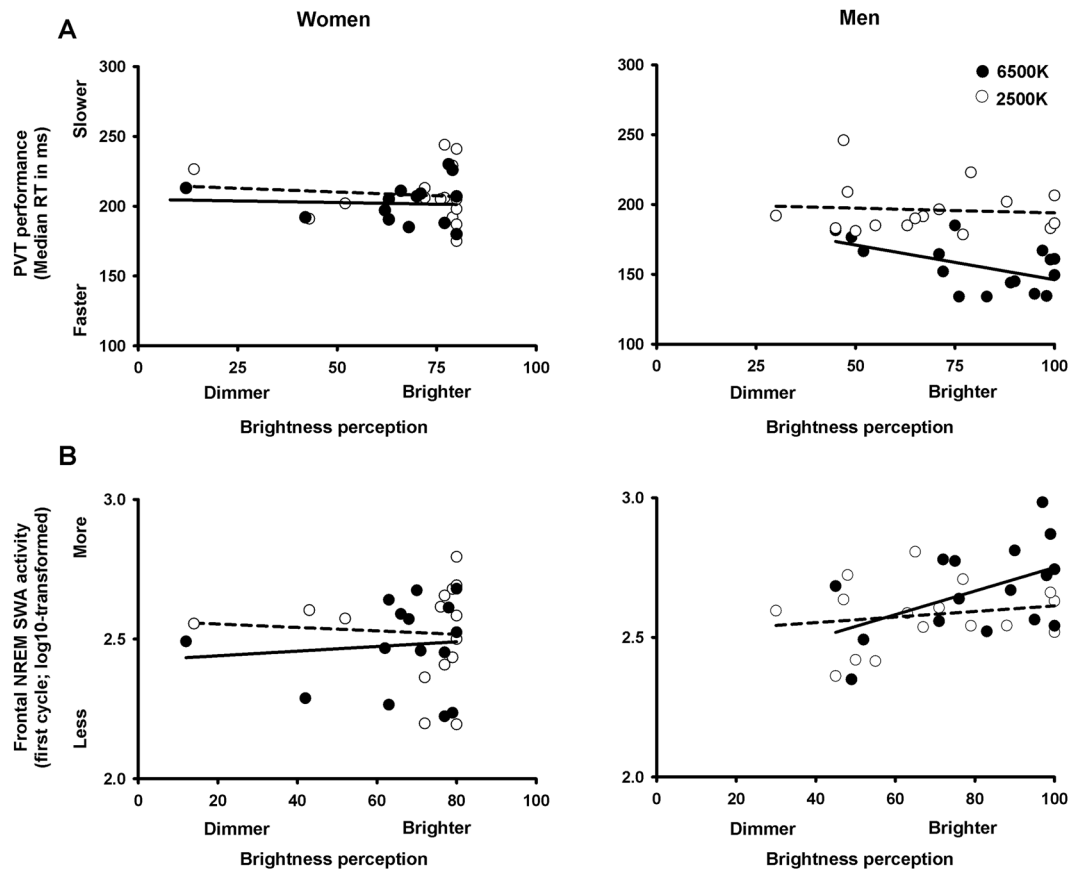 A
Women
Men
6500K
2500K
PVT performance
(Median RT in ms)
Slower
Faster
300
250
200
150
100
0
25
50
75
100
Dimmer
Brighter
Brightness perception
300
250
200
150
100
0
25
50
75
100
Dimmer
Brighter
Brightness perception
B
Frontal NREM SWA activity
(first cycle; log10-transformed)
More
Less
3.0
2.5
2.0
0
20
40
60
80
100
Dimmer
Brighter
Brightness perception
3.0
2.5
2.0
0
20
40
60
80
100
Dimmer
Brighter
Brightness perception